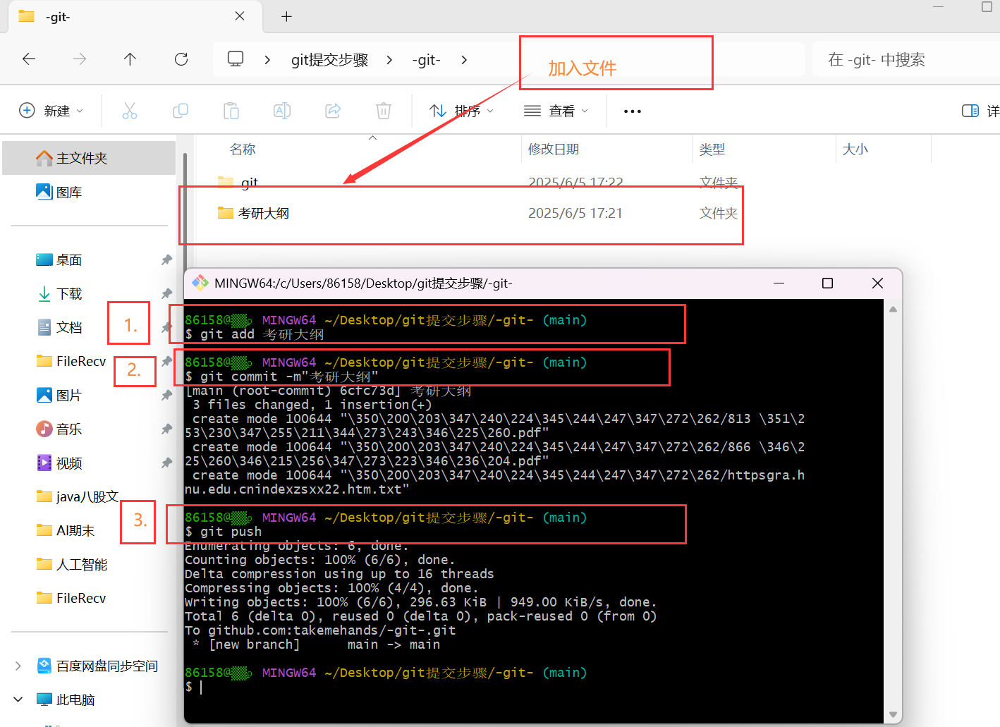 -git-
git提交步骤
-git-
在 -git- 中搜索
加入文件
新建
排序
查看
详
主文件夹
图库
桌面
下载
文档
FileRecv
图片
音乐
视频
java八股文
AI期末
人工智能
FileRecv
百度网盘同步空间
此电脑
名称
修改日期
类型
大小
.git
2025/6/5 17:22
文件夹
考研大纲
2025/6/5 17:21
文件夹
MINGW64:/c/Users/86158/Desktop/git提交步骤/-git-
1.
86158@ MINGW64 ~/Desktop/git提交步骤/-git- (main)
$ git add 考研大纲
2.
86158@ MINGW64 ~/Desktop/git提交步骤/-git- (main)
$ git commit -m"考研大纲"
[main (root-commit) 6cfc73d] 考研大纲
3 files changed, 1 insertion(+)
create mode 100644 "\350\200\203\347\240\224\345\244\247\347\272\262/813 \351\2
53\230\347\255\211\344\273\243\346\225\260.pdf"
create mode 100644 "\350\200\203\347\240\224\345\244\247\347\272\262/866 \346\2
25\260\346\215\256\347\273\223\346\236\204.pdf"
create mode 100644 "\350\200\203\347\240\224\345\244\247\347\272\262/httpsgra.h
nu.edu.cnindexzsxx22.htm.txt"
3.
86158@ MINGW64 ~/Desktop/git提交步骤/-git- (main)
$ git push
Enumerating objects: 6, done.
Counting objects: 100% (6/6), done.
Delta compression using up to 16 threads
Compressing objects: 100% (4/4), done.
Writing objects: 100% (6/6), 296.63 KiB | 949.00 KiB/s, done.
Total 6 (delta 0), reused 0 (delta 0), pack-reused 0 (from 0)
To github.com:takemehands/-git-.git
* [new branch] main -> main
86158@ MINGW64 ~/Desktop/git提交步骤/-git- (main)
$